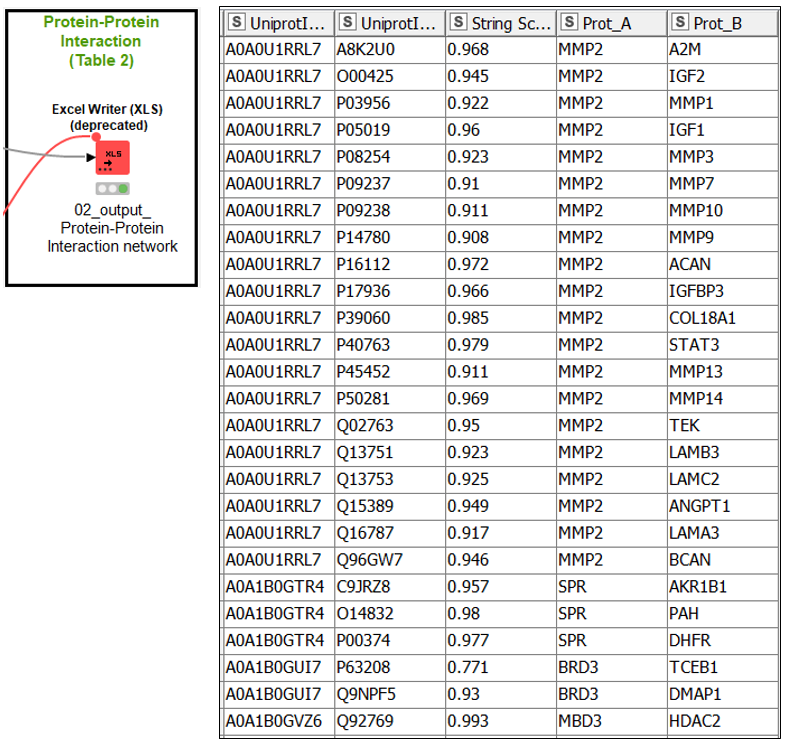 Protein-Protein
Interaction
(Table 2)
Excel Writer (XLS)
(deprecated)
XLS
02_output_
Protein-Protein
Interaction network
S UniprotI... S UniprotI... S String Sc... S Prot_A S Prot_B
A0A0U1RRL7 A8K2U0 0.968 MMP2 A2M
A0A0U1RRL7 O00425 0.945 MMP2 IGF2
A0A0U1RRL7 P03956 0.922 MMP2 MMP1
A0A0U1RRL7 P05019 0.96 MMP2 IGF1
A0A0U1RRL7 P08254 0.923 MMP2 MMP3
A0A0U1RRL7 P09237 0.91 MMP2 MMP7
A0A0U1RRL7 P09238 0.911 MMP2 MMP10
A0A0U1RRL7 P14780 0.908 MMP2 MMP9
A0A0U1RRL7 P16112 0.972 MMP2 ACAN
A0A0U1RRL7 P17936 0.966 MMP2 IGFBP3
A0A0U1RRL7 P39060 0.985 MMP2 COL18A1
A0A0U1RRL7 P40763 0.979 MMP2 STAT3
A0A0U1RRL7 P45452 0.911 MMP2 MMP13
A0A0U1RRL7 P50281 0.969 MMP2 MMP14
A0A0U1RRL7 Q02763 0.95 MMP2 TEK
A0A0U1RRL7 Q13751 0.923 MMP2 LAMB3
A0A0U1RRL7 Q13753 0.925 MMP2 LAMC2
A0A0U1RRL7 Q15389 0.949 MMP2 ANGPT1
A0A0U1RRL7 Q16787 0.917 MMP2 LAMA3
A0A0U1RRL7 Q96GW7 0.946 MMP2 BCAN
A0A1B0GTR4 C9JRZ8 0.957 SPR AKR1B1
A0A1B0GTR4 O14832 0.98 SPR PAH
A0A1B0GTR4 P00374 0.977 SPR DHFR
A0A1B0GUI7 P63208 0.771 BRD3 TCEB1
A0A1B0GUI7 Q9NPF5 0.93 BRD3 DMAP1
A0A1B0GVZ6 Q92769 0.993 MBD3 HDAC2